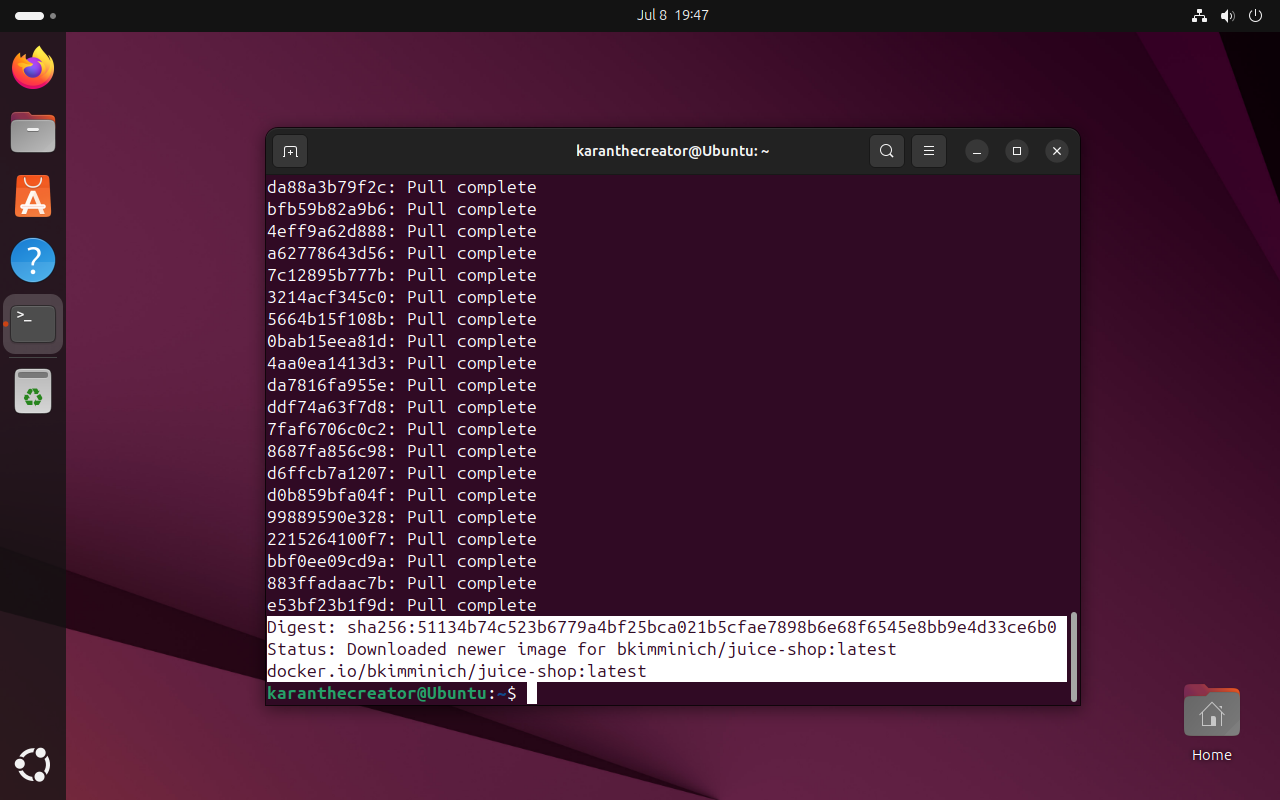 Jul 8 19:47
karanthecreator@Ubuntu: ~
da88a3b79f2c: Pull complete
bfb59b82a9b6: Pull complete
4eff9a62d888: Pull complete
a62778643d56: Pull complete
7c12895b777b: Pull complete
3214acf345c0: Pull complete
5664b15f108b: Pull complete
0bab15eea81d: Pull complete
4aa0ea1413d3: Pull complete
da7816fa955e: Pull complete
ddf74a63f7d8: Pull complete
7faf6706c0c2: Pull complete
8687fa856c98: Pull complete
d6ffcb7a1207: Pull complete
d0b859bfa04f: Pull complete
99889590e328: Pull complete
2215264100f7: Pull complete
bbf0ee09cd9a: Pull complete
883ffadaac7b: Pull complete
e53bf23b1f9d: Pull complete
Digest: sha256:51134b74c523b6779a4bf25bca021b5cfae7898b6e68f6545e8bb9e4d33ce6b0
Status: Downloaded newer image for bkimminich/juice-shop:latest
docker.io/bkimminich/juice-shop:latest
karanthecreator@Ubuntu:~$
Home